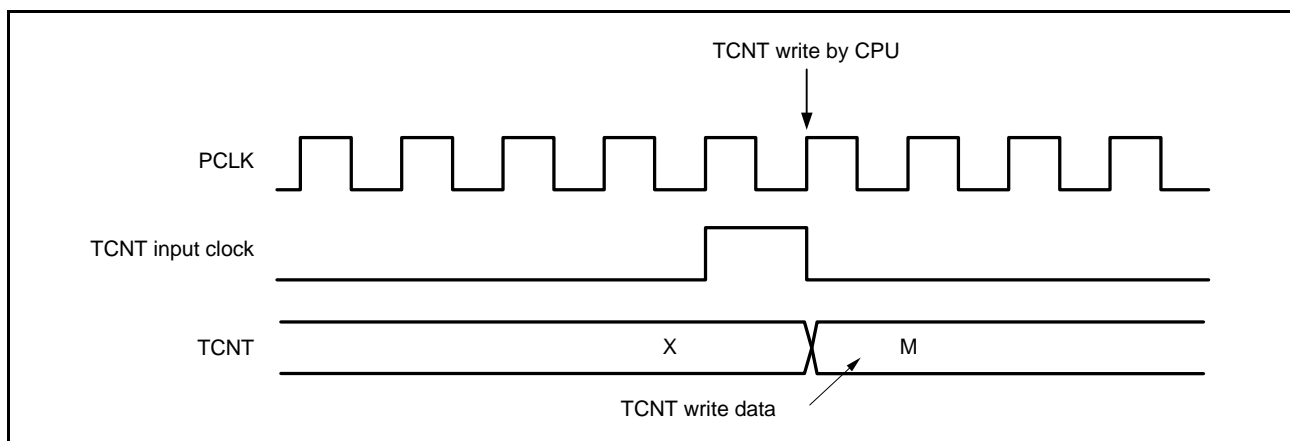 TCNT write by CPU
PCLK
TCNT input clock
TCNT
X
M
TCNT write data